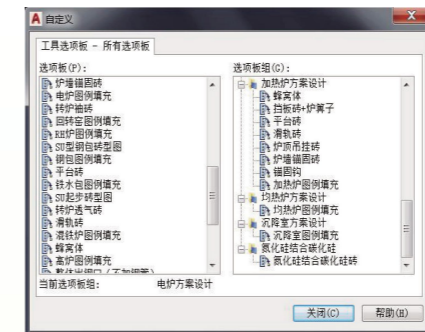 自定义
工具选项板 - 所有选项板
选项板(P):
炉墙锚固砖
电炉图例填充
转炉袖砖
回转窑图例填充
RH炉图例填充
SU型钢包砖型图
钢包图例填充
平台砖
铁水包图例填充
SU起步砖型图
转炉透气砖
滑轨砖
混铁炉图例填充
蜂窝体
高炉图例填充
选项板组(G):
加热炉方案设计
蜂窝体
挡板砖+炉箅子
平台砖
滑轨砖
炉顶吊挂砖
炉墙锚固砖
锚固钩
加热炉图例填充
均热炉方案设计
均热炉图例填充
沉降室方案设计
沉降室图例填充
氮化硅结合碳化硅
氮化硅结合碳化硅砖
当前选项板组: 电炉方案设计
关闭(C)
帮助(H)